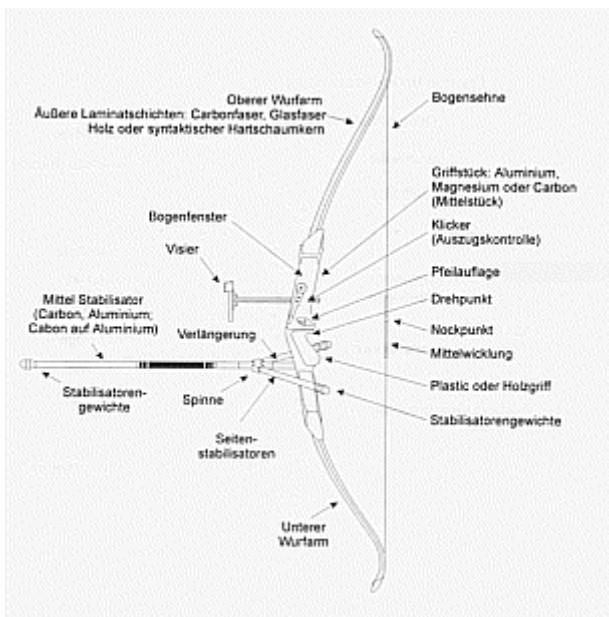 Oberer Wurfarm
Äußere Laminatschichten: Carbonfaser, Glasfaser
Holz oder syntaktischer Hartschaumkern
Bogensehne
Griffstück: Aluminium,
Magnesium oder Carbon
(Mittelstück)
Bogenfenster
Klicker
(Auszugskontrolle)
Visier
Pfeilauflage
Mittel Stabilisator
(Carbon, Aluminium;
Cabon auf Aluminium)
Drehpunkt
Verlängerung
Nockpunkt
Mittelwicklung
Stabilisatoren-
gewichte
Spinne
Plastic oder Holzgriff
Seiten-
stabilisatoren
Stabilisatorengewichte
Unterer
Wurfarm